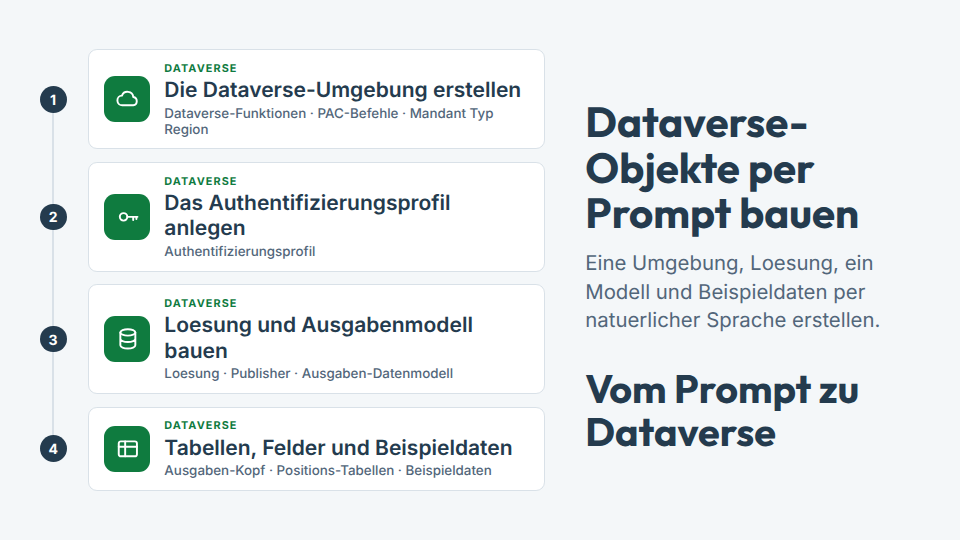 1
DATAVERSE
Die Dataverse-Umgebung erstellen
Dataverse-Funktionen · PAC-Befehle · Mandant Typ
Region
2
DATAVERSE
Das Authentifizierungsprofil
anlegen
Authentifizierungsprofil
3
DATAVERSE
Loesung und Ausgabenmodell
bauen
Loesung · Publisher · Ausgaben-Datenmodell
4
DATAVERSE
Tabellen, Felder und Beispieldaten
Ausgaben-Kopf · Positions-Tabellen · Beispieldaten
Dataverse-
Objekte per
Prompt bauen
Eine Umgebung, Loesung, ein
Modell und Beispieldaten per
natuerlicher Sprache erstellen.
Vom Prompt zu
Dataverse